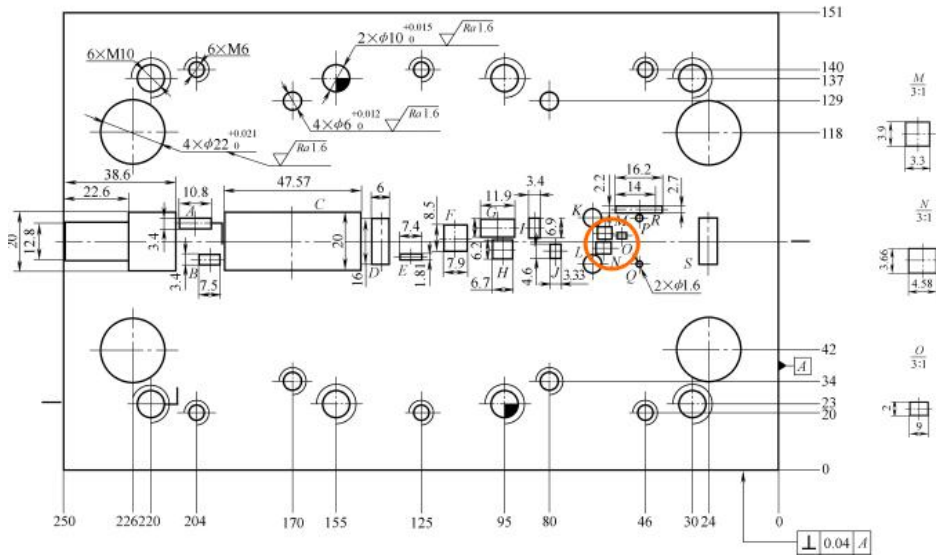 151
2×φ10 +0.015 0
Ra1.6
6×M10
6×M6
140
137
129
118
4×φ6 +0.012 0
Ra1.6
4×φ22 +0.021 0
Ra1.6
M
3:1
3.9
3.3
38.6
22.6
10.8
47.57
6
11.9
3.4
2.2
16.2
14
2.7
20
12.8
A
3.4
C
20
16
D
7.4
8.5
F
G
I
6.9
K
M
R
P
N
3:1
3.66
4.58
B
3.4
7.5
E
1.81
7.9
6.2
H
6.7
4.6
J
3.33
L
O
N
Q
S
2×φ1.6
42
A
34
23
20
O
3:1
2
9
0
250
226
220
204
170
155
125
95
80
46
30
24
0
⊥ 0.04 A